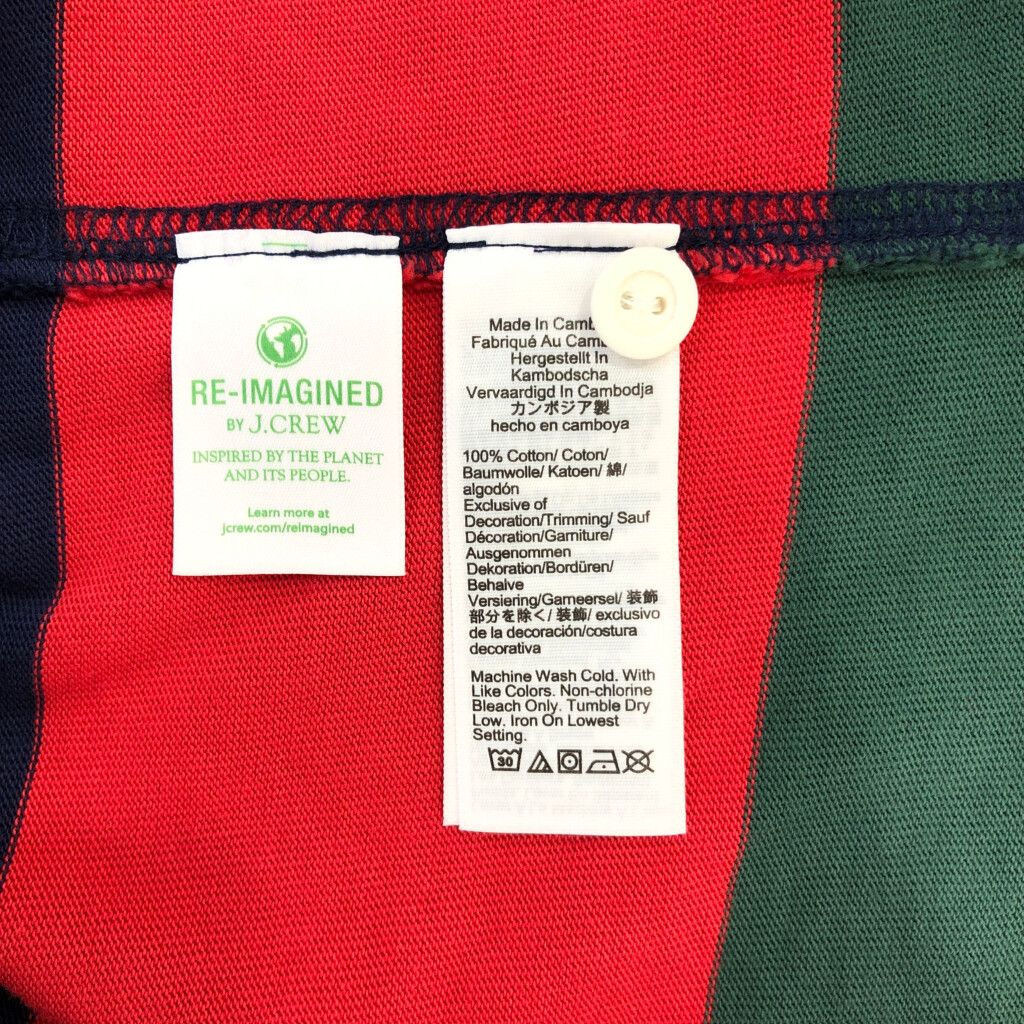 RE-IMAGINED
BY J.CREW
INSPIRED BY THE PLANET
AND ITS PEOPLE.
Learn more at
jcrew.com/reimagined
Made In
Fabriqué Au
Hergestellt In
Kambodscha
Vervaardigd In Cambodja
カンボジア製
hecho en camboya
100% Cotton/ Coton/
Baumwolle/ Katoen/ 綿/
algodón
Exclusive of
Decoration/Trimming/ Sauf
Décoration/Garniture/
Ausgenommen
Dekoration/Bordüren/
Behalve
Versiering/Garneersel/ 装飾
部分を除く/ 装飾/ exclusivo
de la decoración/costura
decorativa
Machine Wash Cold. With
Like Colors. Non-chlorine
Bleach Only. Tumble Dry
Low. Iron On Lowest
Setting.
30